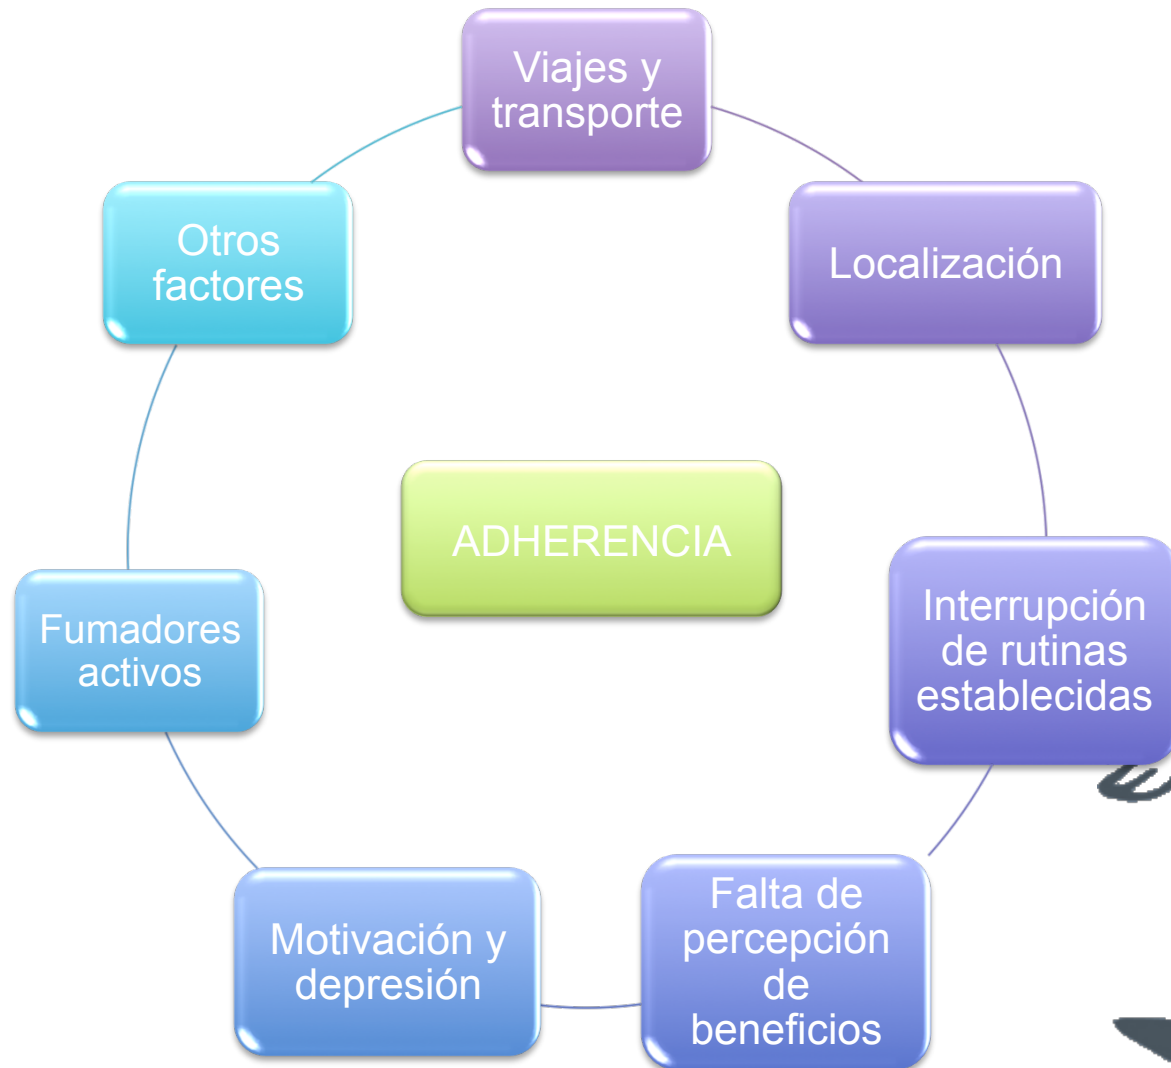 Viajes y
transporte
Localización
Interrupción
de rutinas
establecidas
Falta de
percepción
de
beneficios
Motivación y
depresión
Fumadores
activos
Otros
factores
ADHERENCIA